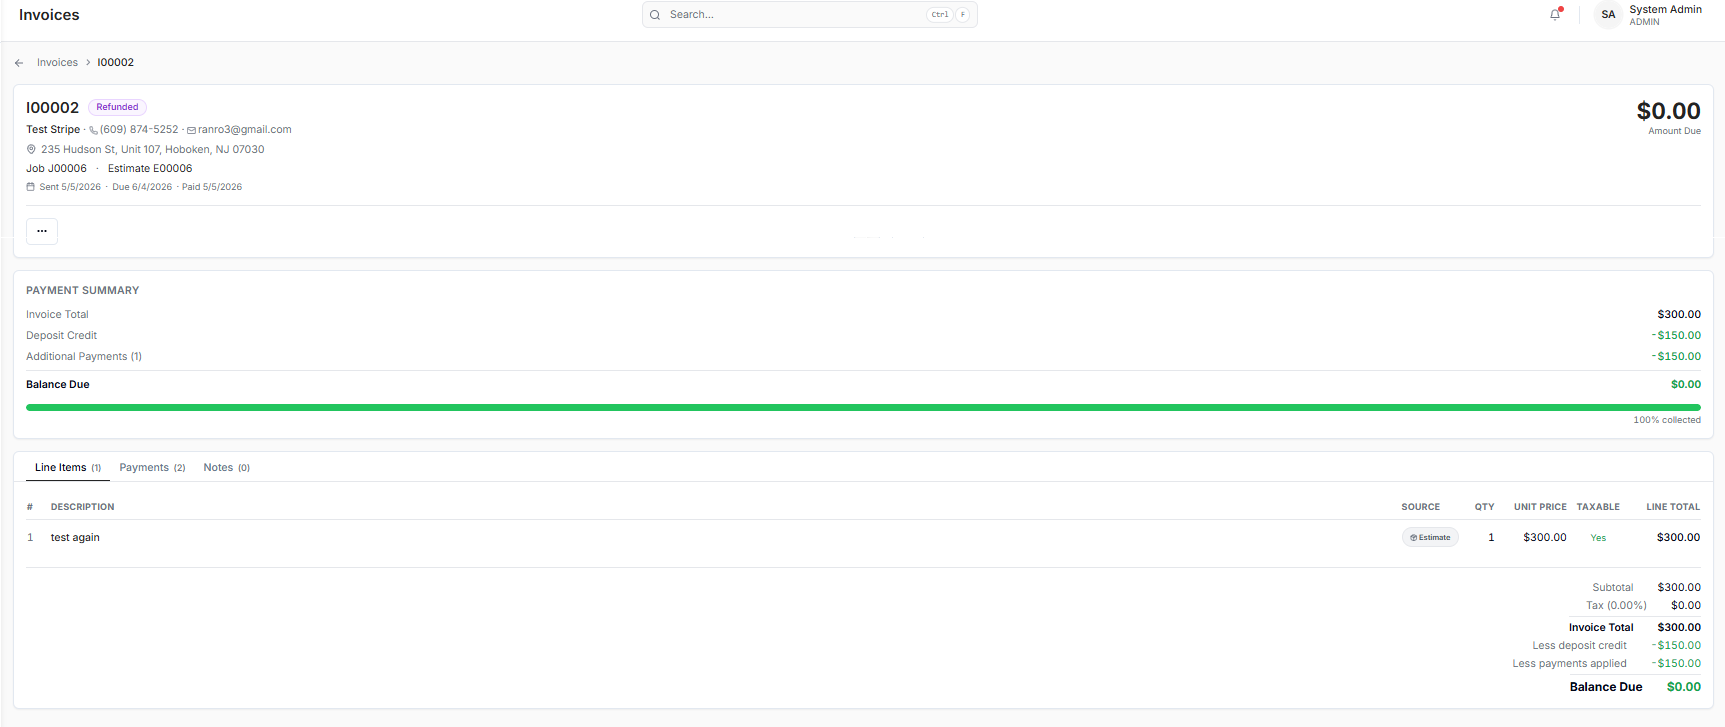 Invoices
Search... Ctrl F
SA System Admin
ADMIN
Invoices > I00002
I00002 Refunded
$0.00
Amount Due
Test Stripe · (609) 874-5252 · ranro3@gmail.com
235 Hudson St, Unit 107, Hoboken, NJ 07030
Job J00006 · Estimate E00006
Sent 5/5/2026 · Due 6/4/2026 · Paid 5/5/2026
PAYMENT SUMMARY
Invoice Total $300.00
Deposit Credit -$150.00
Additional Payments (1) -$150.00
Balance Due $0.00
100% collected
Line Items (1) Payments (2) Notes (0)
# DESCRIPTION SOURCE QTY UNIT PRICE TAXABLE LINE TOTAL
1 test again Estimate 1 $300.00 Yes $300.00
Subtotal $300.00
Tax (0.00%) $0.00
Invoice Total $300.00
Less deposit credit -$150.00
Less payments applied -$150.00
Balance Due $0.00